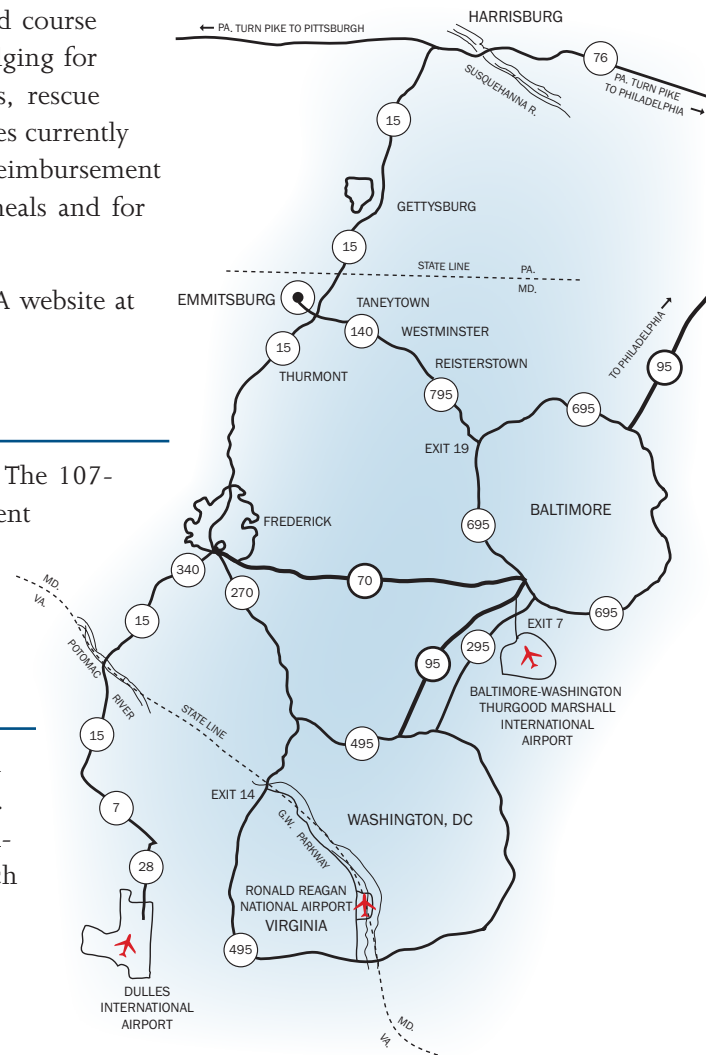 d course
ging for
s, rescue
es currently
eimbursement
neals and for
A website at
The 107-
ent
ch
HARRISBURG
← PA. TURN PIKE TO PITTSBURGH
76
PA. TURN PIKE
TO PHILADELPHIA →
SUSQUEHANNA R.
15
GETTYSBURG
15
STATE LINE
PA.
MD.
EMMITSBURG
TANEYTOWN
140
WESTMINSTER
15
THURMONT
REISTERSTOWN
795
TO PHILADELPHIA →
95
695
EXIT 19
BALTIMORE
695
FREDERICK
340
270
70
695
MD.
VA.
15
EXIT 7
295
95
POTOMAC
RIVER
BALTIMORE-WASHINGTON
THURGOOD MARSHALL
INTERNATIONAL
AIRPORT
STATE LINE
15
495
EXIT 14
7
G.W. PARKWAY
WASHINGTON, DC
28
RONALD REAGAN
NATIONAL AIRPORT
VIRGINIA
495
DULLES
INTERNATIONAL
AIRPORT
MD.
VA.